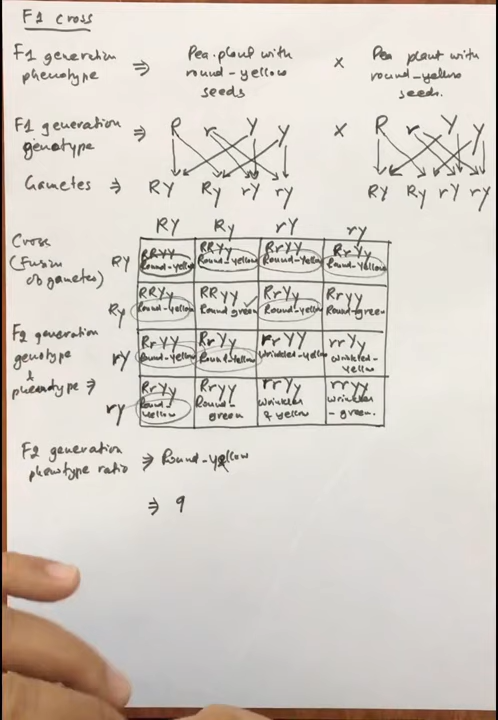 F1 cross
F1 generation ⇒ Pea plant with × Pea plant with
phenotype round-yellow round-yellow
seeds seeds.
F1 generation ⇒ R r Y y × R r Y y
genotype
Gametes ⇒ RY Ry rY ry RY Ry rY ry
RY Ry rY ry
Cross RY RRYY RRYy RrYY RrYy
(Fusion Round-yellow Round-yellow Round-yellow Round-yellow
of gametes) Ry RRYy RRyy ✓ RrYy Rryy
Round-yellow Round green Round-yellow Round-green
F2 generation rY RrYY RrYy rrYY rrYy
genotype Round-yellow Round-yellow Wrinkled-yellow Wrinkled-
& yellow
phenotype ⇒ ry RrYy Rryy rrYy rryy
Round- Round- Wrinkled Wrinkled
yellow green & yellow - green.
F2 generation ⇒ Round-yellow
phenotype ratio
⇒ 9